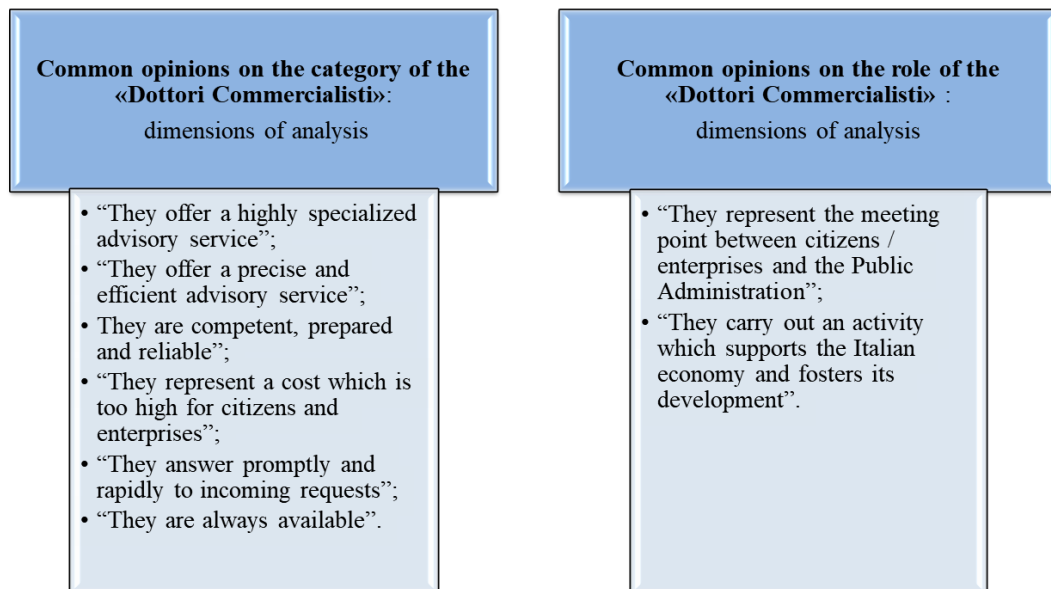 Common opinions on the category of the
«Dottori Commercialisti»:
dimensions of analysis
• “They offer a highly specialized
advisory service”;
• “They offer a precise and
efficient advisory service”;
• They are competent, prepared
and reliable”;
• “They represent a cost which is
too high for citizens and
enterprises”;
• “They answer promptly and
rapidly to incoming requests”;
• “They are always available”.
Common opinions on the role of the
«Dottori Commercialisti» :
dimensions of analysis
• “They represent the meeting
point between citizens /
enterprises and the Public
Administration”;
• “They carry out an activity
which supports the Italian
economy and fosters its
development”.